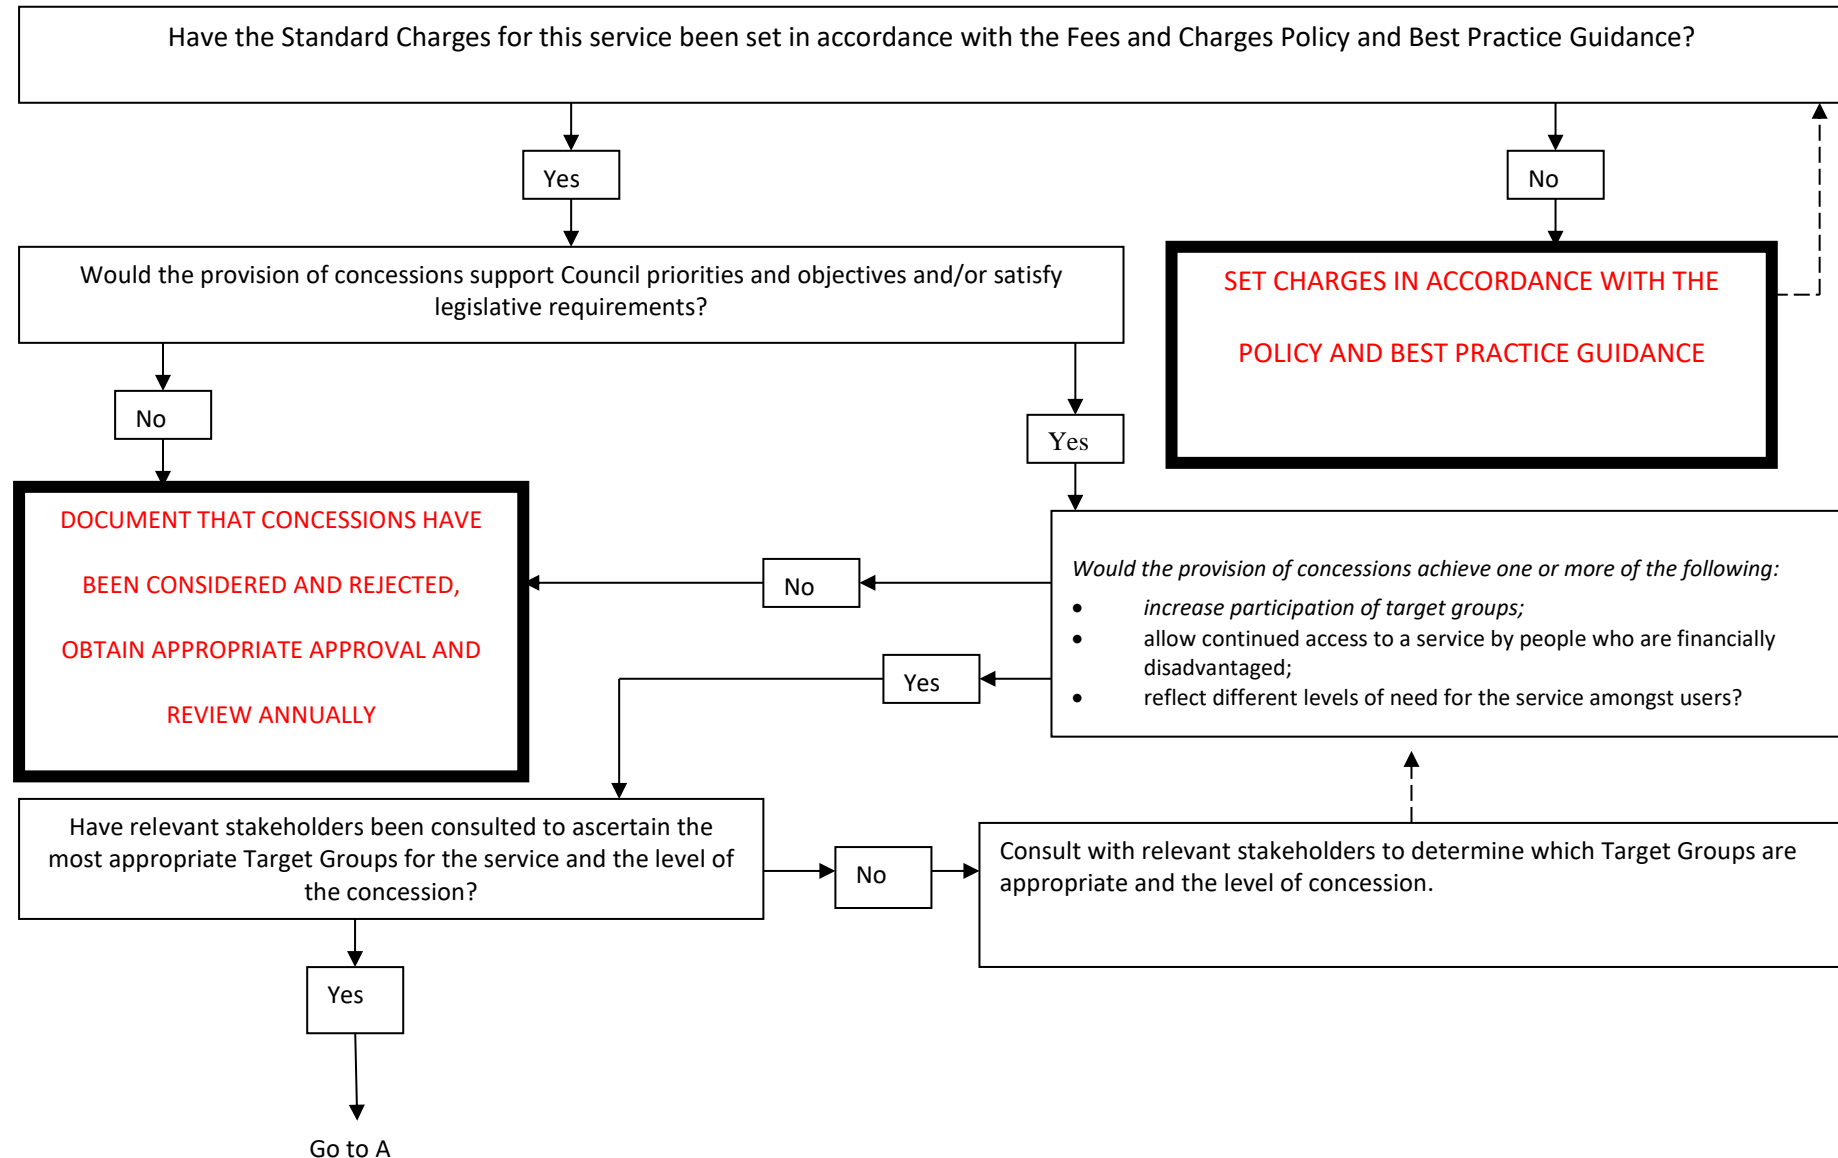 Have the Standard Charges for this service been set in accordance with the Fees and Charges Policy and Best Practice Guidance?
Yes
No
Would the provision of concessions support Council priorities and objectives and/or satisfy
legislative requirements?
SET CHARGES IN ACCORDANCE WITH THE
POLICY AND BEST PRACTICE GUIDANCE
No
Yes
DOCUMENT THAT CONCESSIONS HAVE
BEEN CONSIDERED AND REJECTED,
OBTAIN APPROPRIATE APPROVAL AND
REVIEW ANNUALLY
No
Yes
Would the provision of concessions achieve one or more of the following:
• increase participation of target groups;
• allow continued access to a service by people who are financially
disadvantaged;
• reflect different levels of need for the service amongst users?
Have relevant stakeholders been consulted to ascertain the
most appropriate Target Groups for the service and the level of
the concession?
No
Consult with relevant stakeholders to determine which Target Groups are
appropriate and the level of concession.
Yes
Go to A